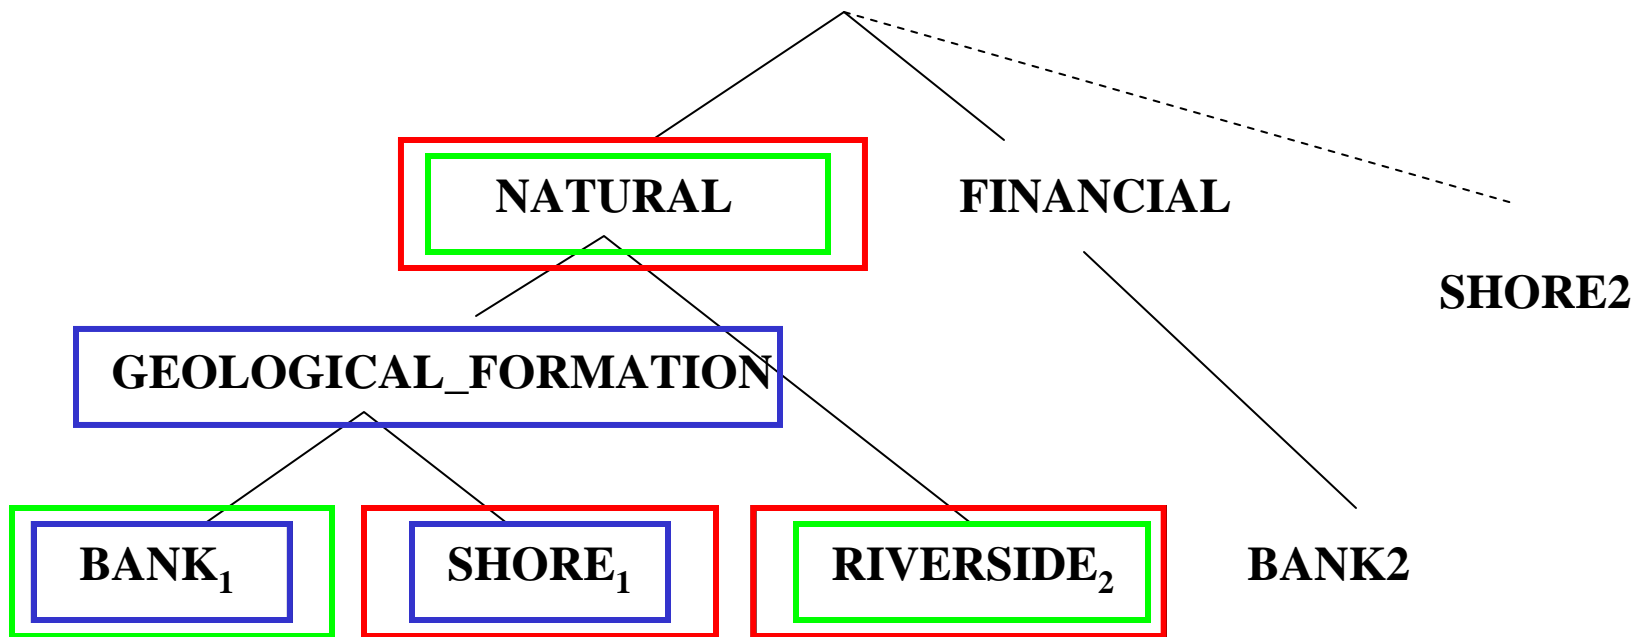 NATURAL FINANCIAL
SHORE2
GEOLOGICAL_FORMATION
BANK₁ SHORE₁ RIVERSIDE₂ BANK2